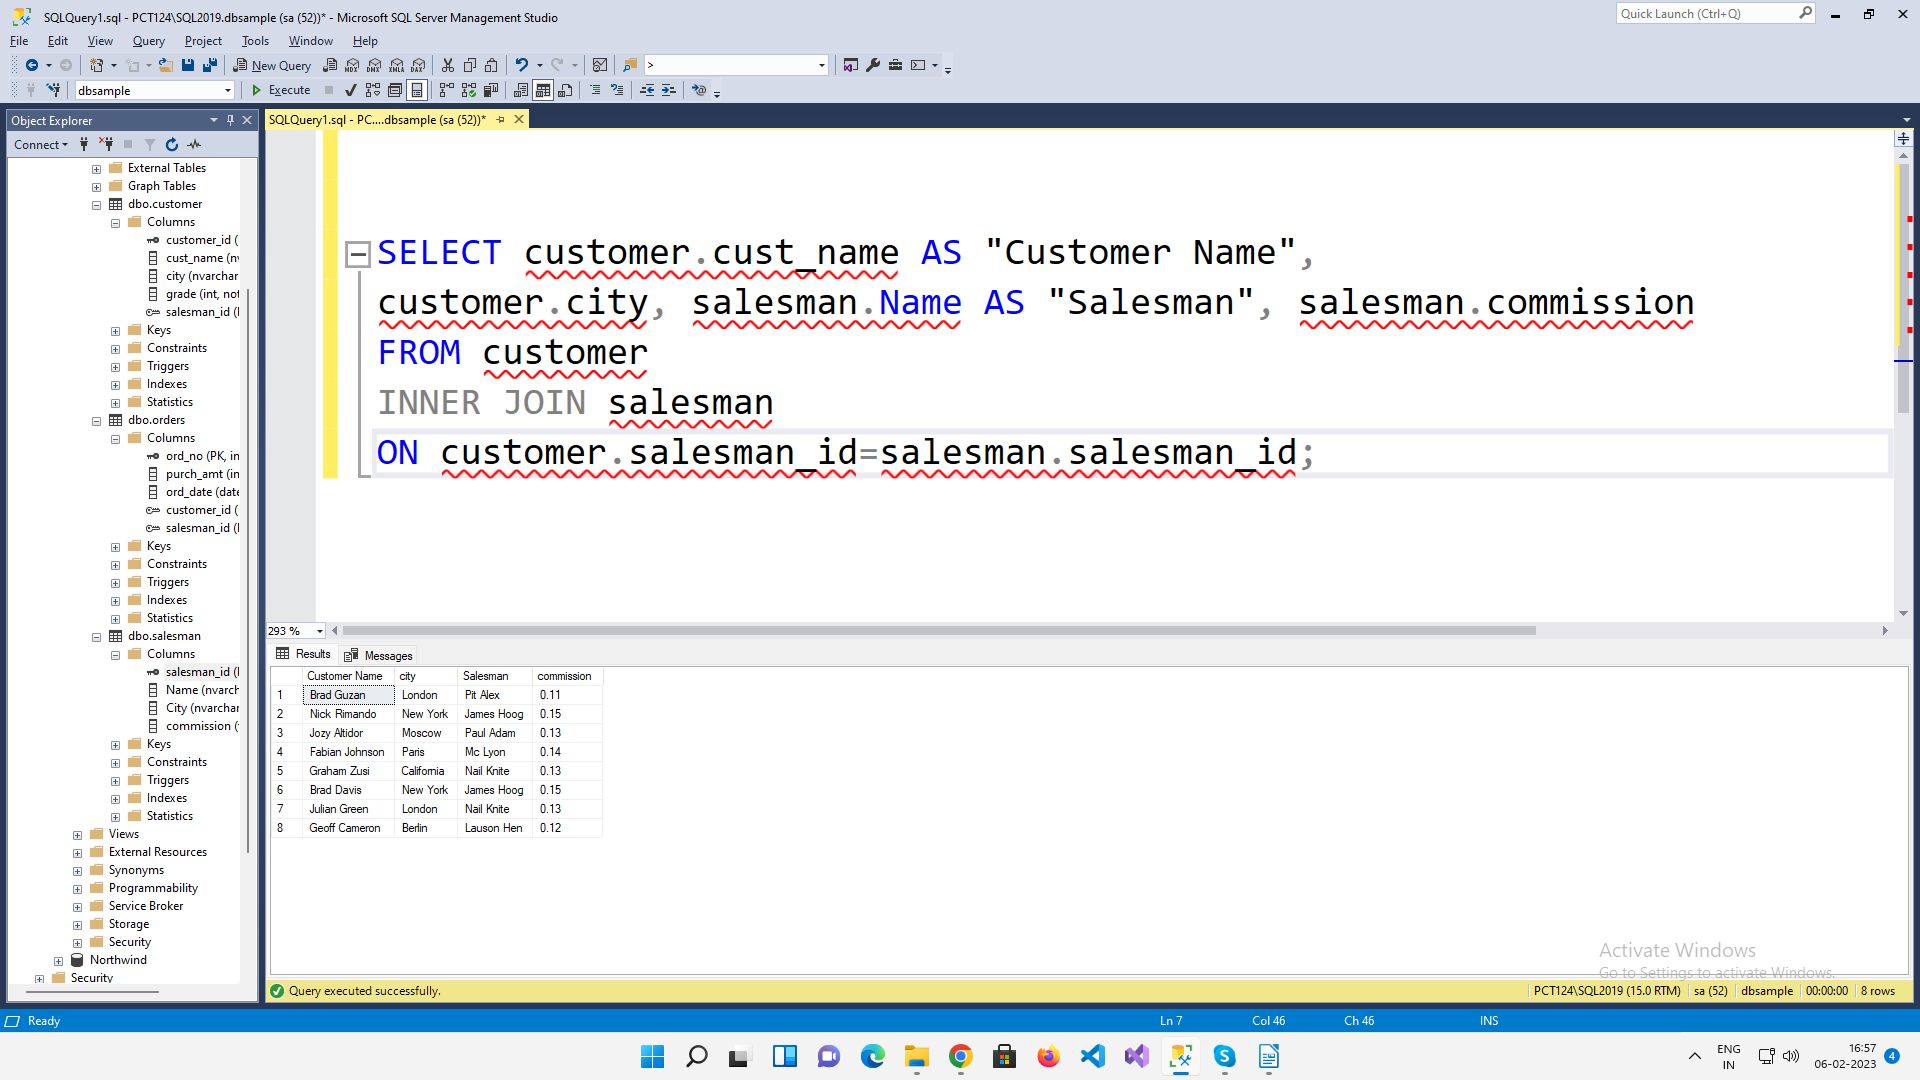 SQLQuery1.sql - PCT124\SQL2019.dbsample (sa (52))* - Microsoft SQL Server Management Studio
Quick Launch (Ctrl+Q)
File Edit View Query Project Tools Window Help
New Query
MDX DMX XMLA DAX
>
dbsample
Execute
Object Explorer
SQLQuery1.sql - PC....dbsample (sa (52))*
Connect
External Tables
Graph Tables
dbo.customer
Columns
customer_id (
cust_name (nv
city (nvarchar
grade (int, not
salesman_id (I
Keys
Constraints
Triggers
Indexes
Statistics
dbo.orders
Columns
ord_no (PK, in
purch_amt (in
ord_date (date
customer_id (
salesman_id (I
Keys
Constraints
Triggers
Indexes
Statistics
dbo.salesman
Columns
salesman_id (I
Name (nvarch
City (nvarchar
commission (
Keys
Constraints
Triggers
Indexes
Statistics
Views
External Resources
Synonyms
Programmability
Service Broker
Storage
Security
Northwind
Security
SELECT customer.cust_name AS "Customer Name",
customer.city, salesman.Name AS "Salesman", salesman.commission
FROM customer
INNER JOIN salesman
ON customer.salesman_id=salesman.salesman_id;
293 %
Results Messages
Customer Name city Salesman commission
1 Brad Guzan London Pit Alex 0.11
2 Nick Rimando New York James Hoog 0.15
3 Jozy Altidor Moscow Paul Adam 0.13
4 Fabian Johnson Paris Mc Lyon 0.14
5 Graham Zusi California Nail Knite 0.13
6 Brad Davis New York James Hoog 0.15
7 Julian Green London Nail Knite 0.13
8 Geoff Cameron Berlin Lauson Hen 0.12
Activate Windows
Go to Settings to activate Windows.
Query executed successfully.
PCT124\SQL2019 (15.0 RTM) sa (52) dbsample 00:00:00 8 rows
Ready
Ln 7 Col 46 Ch 46 INS
ENG
IN
16:57
06-02-2023
4